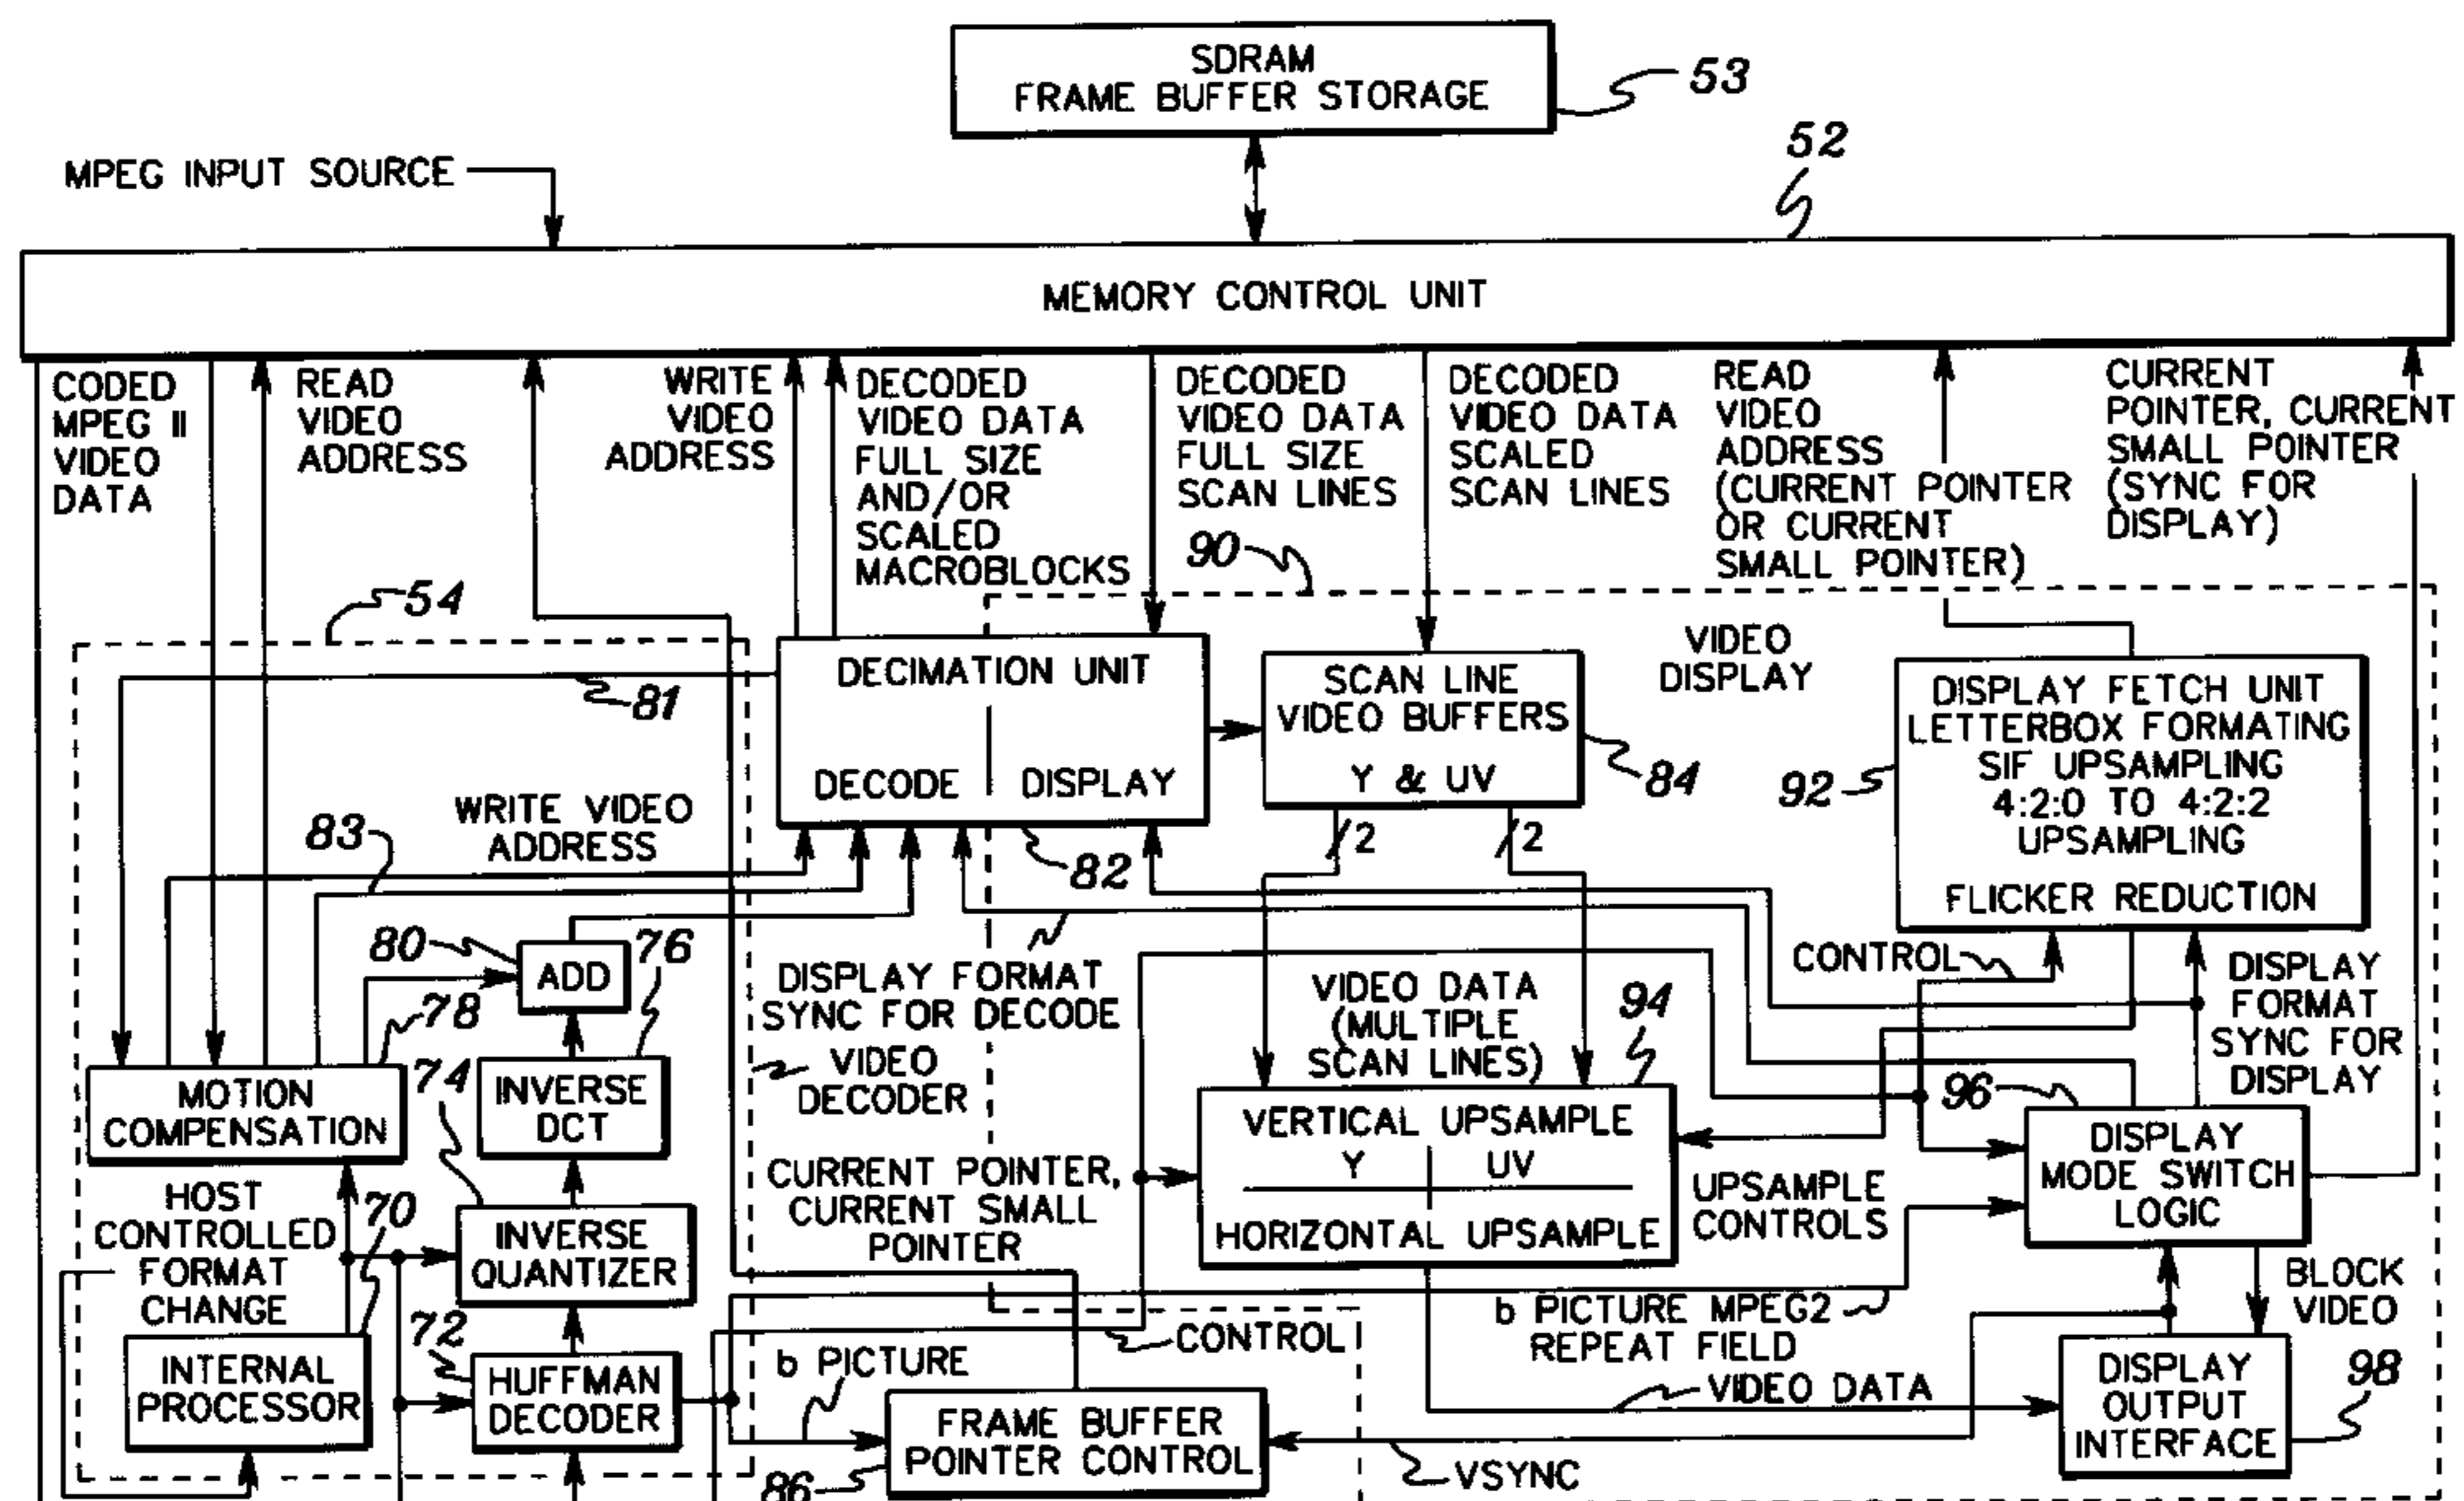 SDRAM
FRAME BUFFER STORAGE
53
52
MPEG INPUT SOURCE
MEMORY CONTROL UNIT
CODED
MPEG II
VIDEO
DATA
READ
VIDEO
ADDRESS
WRITE
VIDEO
ADDRESS
DECODED
VIDEO DATA
FULL SIZE
AND/OR
SCALED
MACROBLOCKS
DECODED
VIDEO DATA
FULL SIZE
SCAN LINES
DECODED
VIDEO DATA
SCALED
SCAN LINES
READ
VIDEO
ADDRESS
(CURRENT POINTER
OR CURRENT
SMALL POINTER)
CURRENT
POINTER, CURRENT
SMALL POINTER
(SYNC FOR
DISPLAY)
90
54
81
DECIMATION UNIT
DECODE
DISPLAY
SCAN LINE
VIDEO BUFFERS
Y & UV
84
VIDEO
DISPLAY
DISPLAY FETCH UNIT
LETTERBOX FORMATING
SIF UPSAMPLING
4:2:0 TO 4:2:2
UPSAMPLING
FLICKER REDUCTION
92
83
WRITE VIDEO
ADDRESS
82
2
2
80
ADD
76
78
DISPLAY FORMAT
SYNC FOR DECODE
VIDEO
DECODER
VIDEO DATA
(MULTIPLE
SCAN LINES)
94
CONTROL
DISPLAY
FORMAT
SYNC FOR
DISPLAY
96
MOTION
COMPENSATION
74
INVERSE
DCT
VERTICAL UPSAMPLE
Y
UV
HORIZONTAL UPSAMPLE
UPSAMPLE
CONTROLS
DISPLAY
MODE SWITCH
LOGIC
HOST
CONTROLLED
FORMAT
CHANGE
70
INVERSE
QUANTIZER
CURRENT POINTER,
CURRENT SMALL
POINTER
BLOCK
VIDEO
b PICTURE MPEG2
REPEAT FIELD
CONTROL
72
INTERNAL
PROCESSOR
HUFFMAN
DECODER
b PICTURE
FRAME BUFFER
POINTER CONTROL
86
VIDEO DATA
VSYNC
DISPLAY
OUTPUT
INTERFACE
98